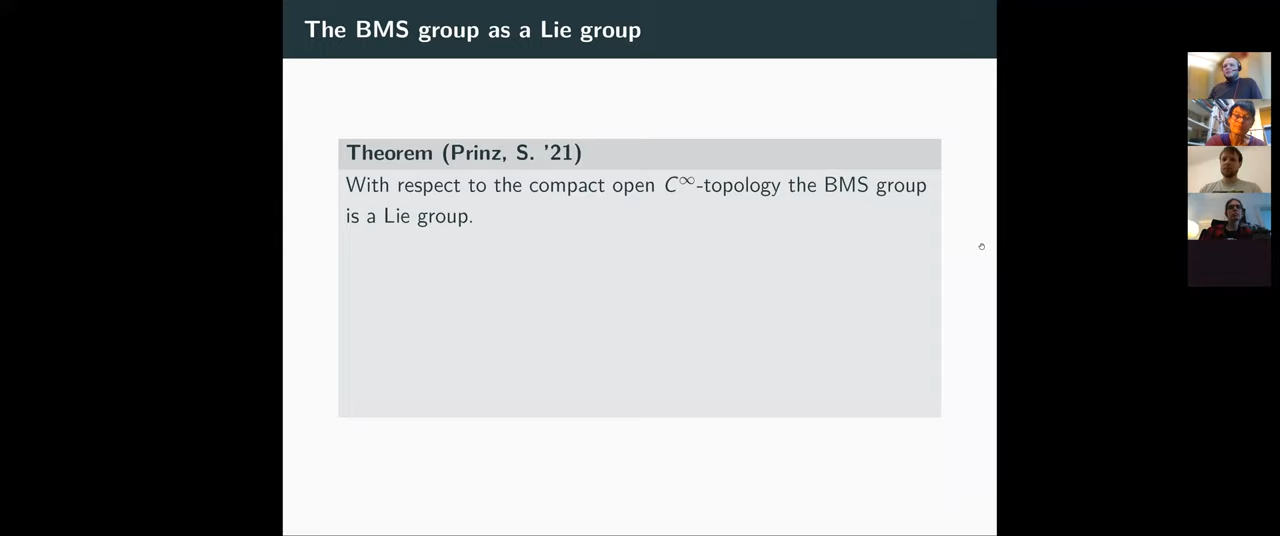 The BMS group as a Lie group
Theorem (Prinz, S. '21)
With respect to the compact open C∞-topology the BMS group
is a Lie group.